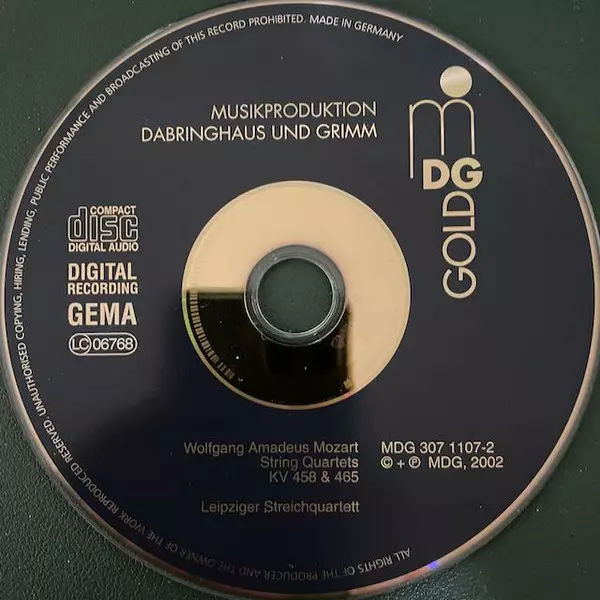 ALL RIGHTS OF THE PRODUCER AND THE OWNER OF THE WORK REPRODUCED RESERVED. UNAUTHORISED COPYING, HIRING, LENDING, PUBLIC PERFORMANCE AND BROADCASTING OF THIS RECORD PROHIBITED. MADE IN GERMANY
MUSIKPRODUKTION
DABRINGHAUS UND GRIMM
m
DG
GOLD
COMPACT
disc
DIGITAL AUDIO
DIGITAL
RECORDING
GEMA
LC 06768
Wolfgang Amadeus Mozart
String Quartets
KV 458 & 465
Leipziger Streichquartett
MDG 307 1107-2
© + ℗ MDG, 2002